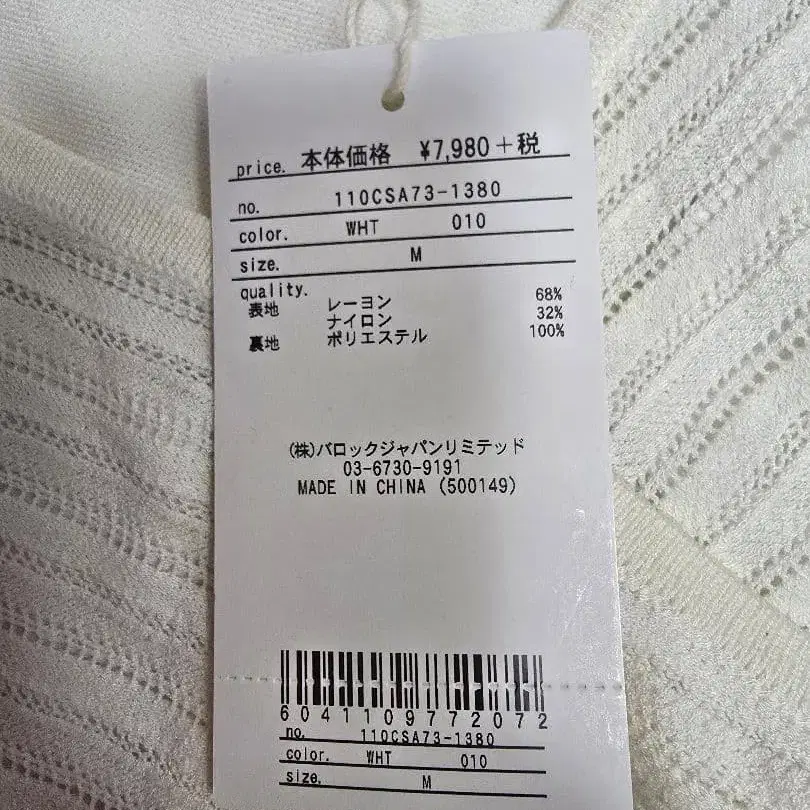 price. 本体価格 ¥7,980+税
no. 110CSA73-1380
color. WHT 010
size. M
quality.
表地 レーヨン 68%
ナイロン 32%
裏地 ポリエステル 100%
(株)バロックジャパンリミテッド
03-6730-9191
MADE IN CHINA (500149)
6041109772072
no. 110CSA73-1380
color. WHT 010
size. M